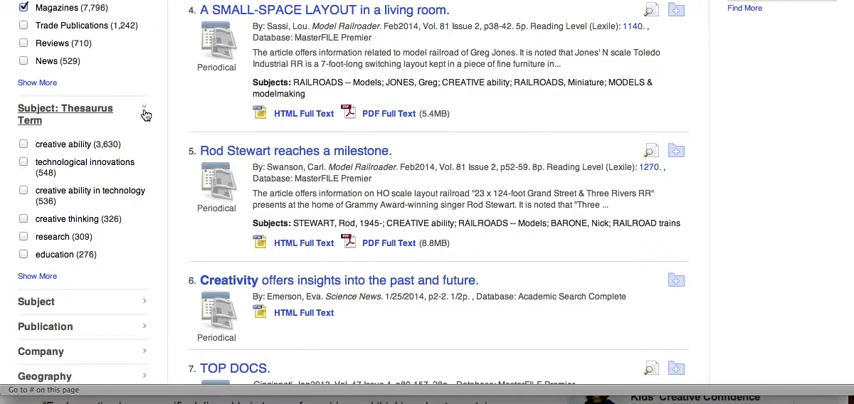 Magazines (7,796)
Trade Publications (1,242)
Reviews (710)
News (529)
Show More
Subject: Thesaurus
Term
creative ability (3,630)
technological innovations
(548)
creative ability in technology
(536)
creative thinking (326)
research (309)
education (276)
Show More
Subject
Publication
Company
Geography
4. A SMALL-SPACE LAYOUT in a living room.
By: Sassi, Lou. Model Railroader. Feb2014, Vol. 81 Issue 2, p38-42. 5p. Reading Level (Lexile): 1140. ,
Database: MasterFILE Premier
Periodical
The article offers information related to model railroad of Greg Jones. It is noted that Jones' N scale Toledo
Industrial RR is a 7-foot-long switching layout kept in a piece of fine furniture in...
Subjects: RAILROADS -- Models; JONES, Greg; CREATIVE ability; RAILROADS, Miniature; MODELS &
modelmaking
HTML Full Text PDF Full Text (5.4MB)
5. Rod Stewart reaches a milestone.
By: Swanson, Carl. Model Railroader. Feb2014, Vol. 81 Issue 2, p52-59. 8p. Reading Level (Lexile): 1270. ,
Database: MasterFILE Premier
Periodical
The article offers information on HO scale layout railroad "23 x 124-foot Grand Street & Three Rivers RR"
presents at the home of Grammy Award-winning singer Rod Stewart. It is noted that "Three ...
Subjects: STEWART, Rod, 1945-; CREATIVE ability; RAILROADS -- Models; BARONE, Nick; RAILROAD trains
HTML Full Text PDF Full Text (8.8MB)
6. Creativity offers insights into the past and future.
By: Emerson, Eva. Science News. 1/25/2014, p2-2. 1/2p. , Database: Academic Search Complete
HTML Full Text
Periodical
7. TOP DOCS.
Find More
Go to # on this page
Kids' Creative Confidence